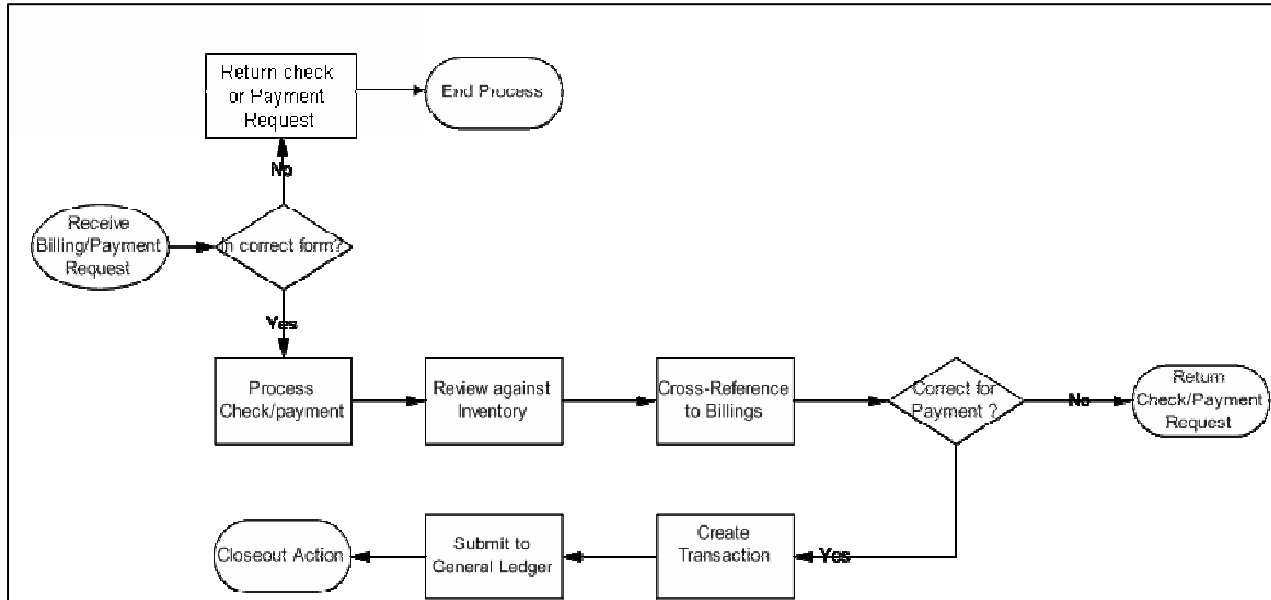 Return check
or Payment
Request
End Process
No
Receive
Billing/Payment
Request
In correct form?
Yes
Process
Check/payment
Review against
Inventory
Cross-Reference
to Billings
Correct for
Payment ?
No
Return
Check/Payment
Request
Closeout Action
Submit to
General Ledger
Create
Transaction
Yes